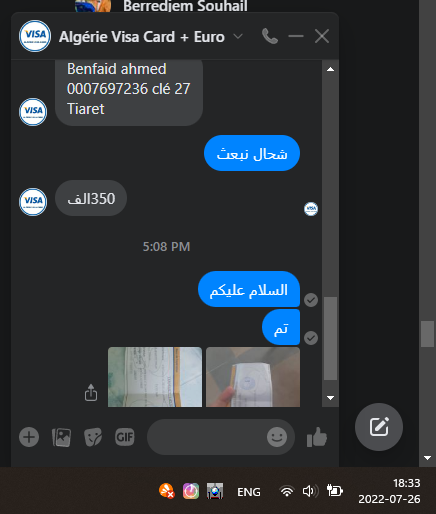 Berredjem Souhail
VISA
Algérie Visa Card + Euro
Benfaid ahmed
0007697236 clé 27
Tiaret
VISA
شحال نبعث
VISA
350الف
VISA
5:08 PM
السلام عليكم
تم
GIF
ENG
18:33
2022-07-26